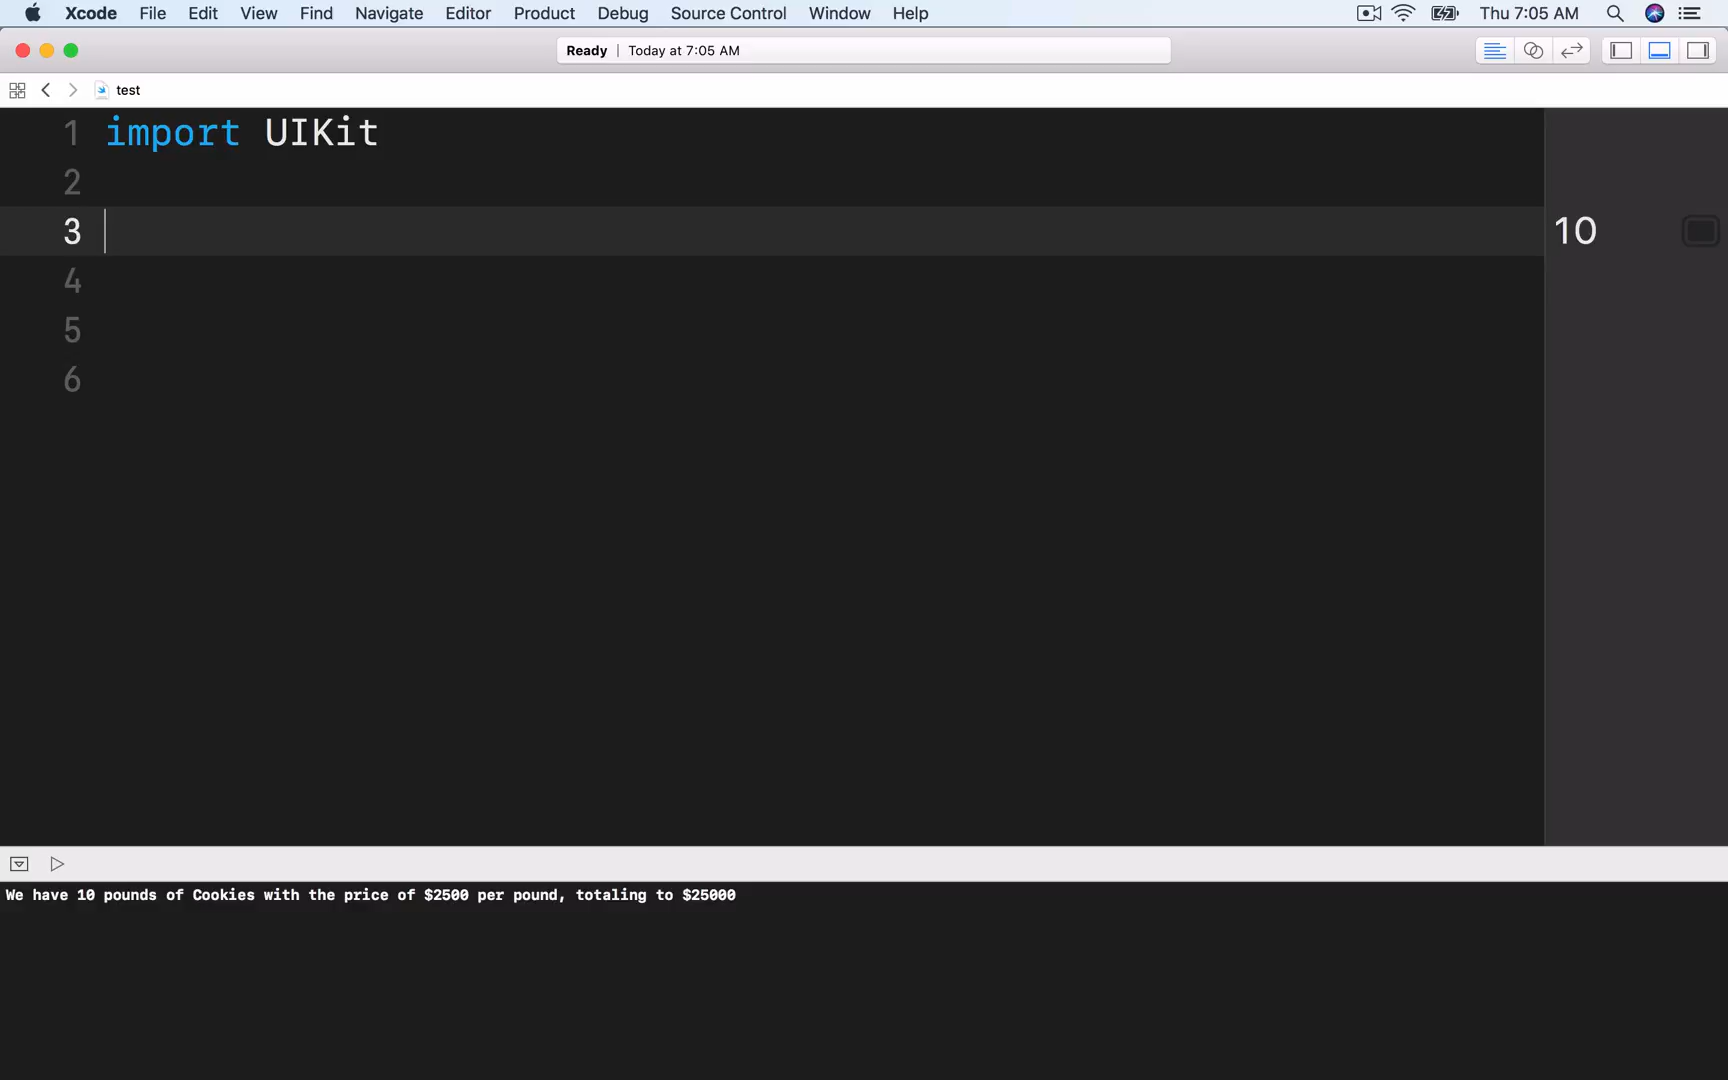 Xcode File Edit View Find Navigate Editor Product Debug Source Control Window Help Thu 7:05 AM
Ready | Today at 7:05 AM
test
1 import UIKit
2
3 10
4
5
6
We have 10 pounds of Cookies with the price of $2500 per pound, totaling to $25000